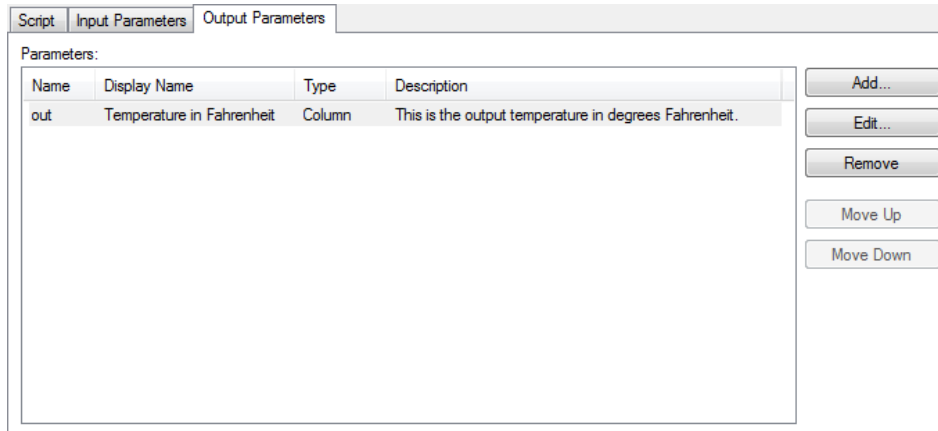 Script Input Parameters Output Parameters
Parameters:
Name Display Name Type Description
out Temperature in Fahrenheit Column This is the output temperature in degrees Fahrenheit.
Add...
Edit...
Remove
Move Up
Move Down